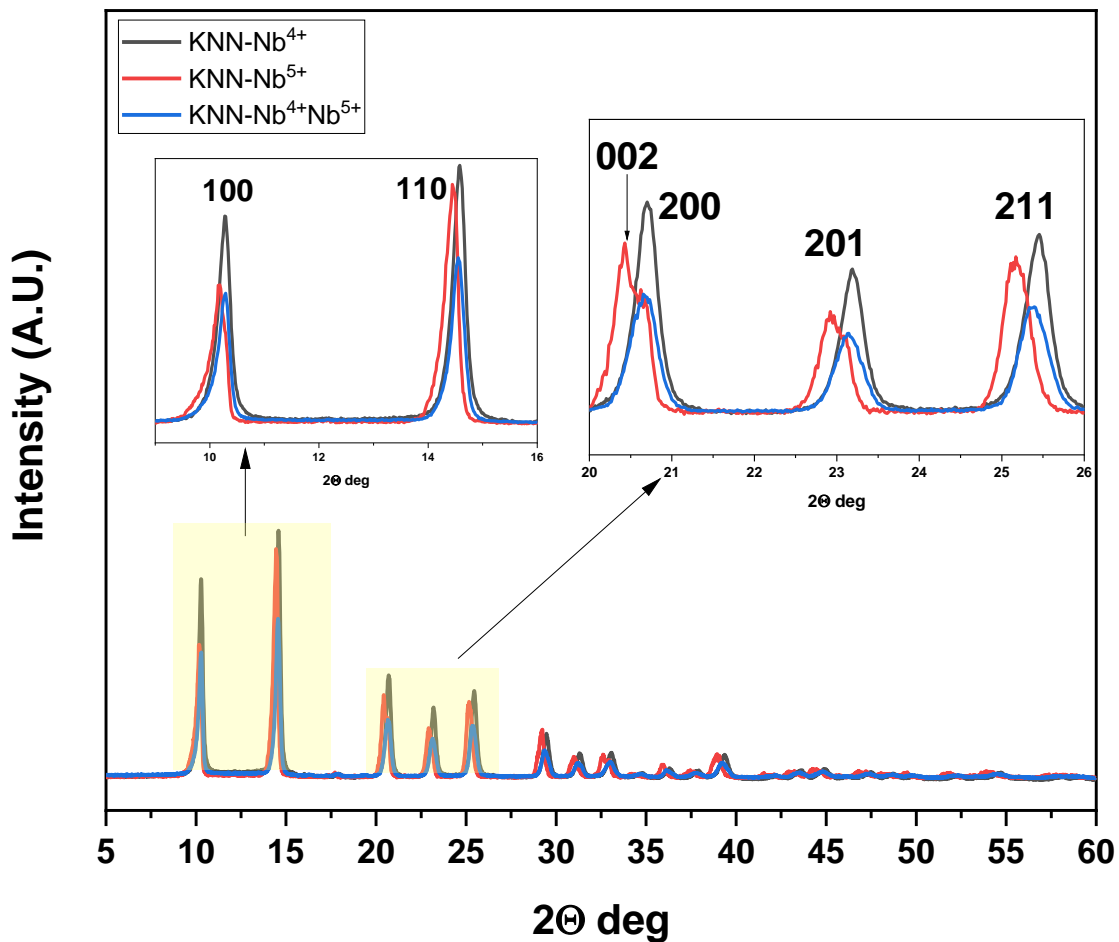 KNN-Nb⁴⁺
KNN-Nb⁵⁺
KNN-Nb⁴⁺Nb⁵⁺
100
110
10 12 14 16
2Θ deg
002
200
201
211
20 21 22 23 24 25 26
2Θ deg
Intensity (A.U.)
5 10 15 20 25 30 35 40 45 50 55 60
2Θ deg